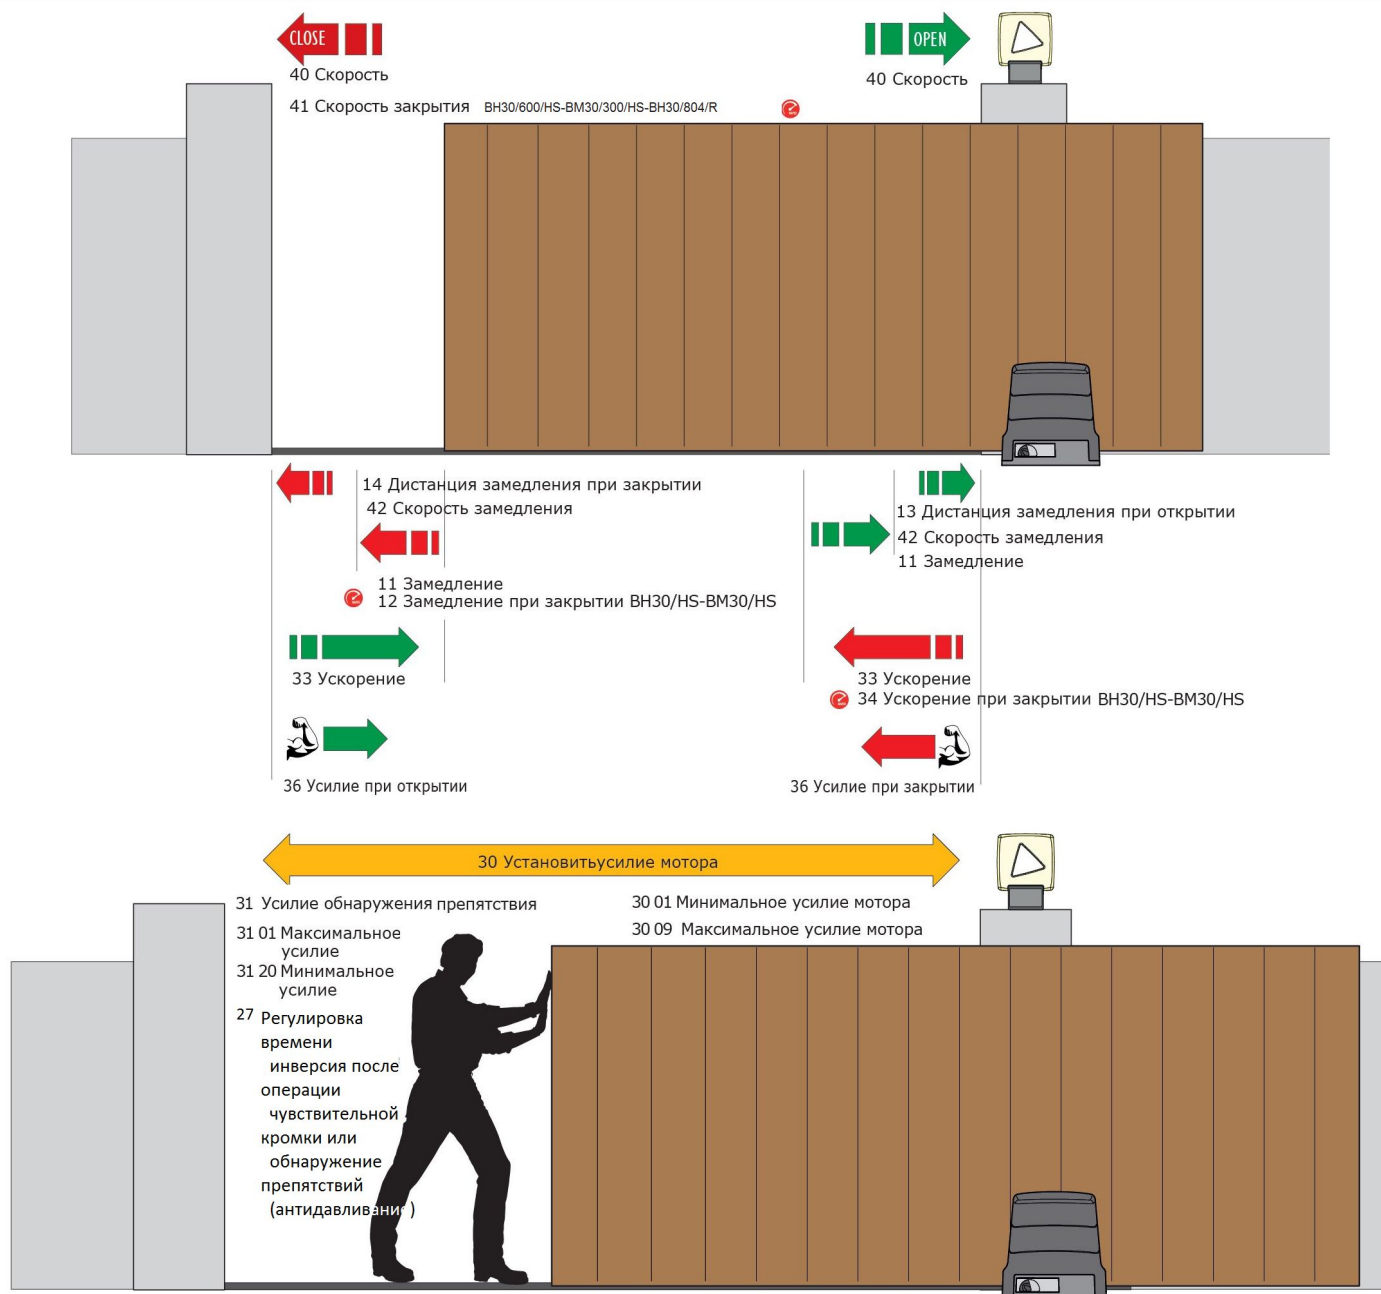 CLOSE
OPEN
40 Скорость
40 Скорость
41 Скорость закрытия BH30/600/HS-BM30/300/HS-BH30/804/R
14 Дистанция замедления при закрытии
42 Скорость замедления
13 Дистанция замедления при открытии
42 Скорость замедления
11 Замедление
11 Замедление
12 Замедление при закрытии BH30/HS-BM30/HS
33 Ускорение
33 Ускорение
34 Ускорение при закрытии BH30/HS-BM30/HS
36 Усилие при открытии
36 Усилие при закрытии
30 Установитьусилие мотора
31 Усилие обнаружения препятствия
30 01 Минимальное усилие мотора
30 09 Максимальное усилие мотора
31 01 Максимальное
усилие
31 20 Минимальное
усилие
27 Регулировка
времени
инверсия после
операции
чувствительной
кромки или
обнаружение
препятствий
(антидавливание)